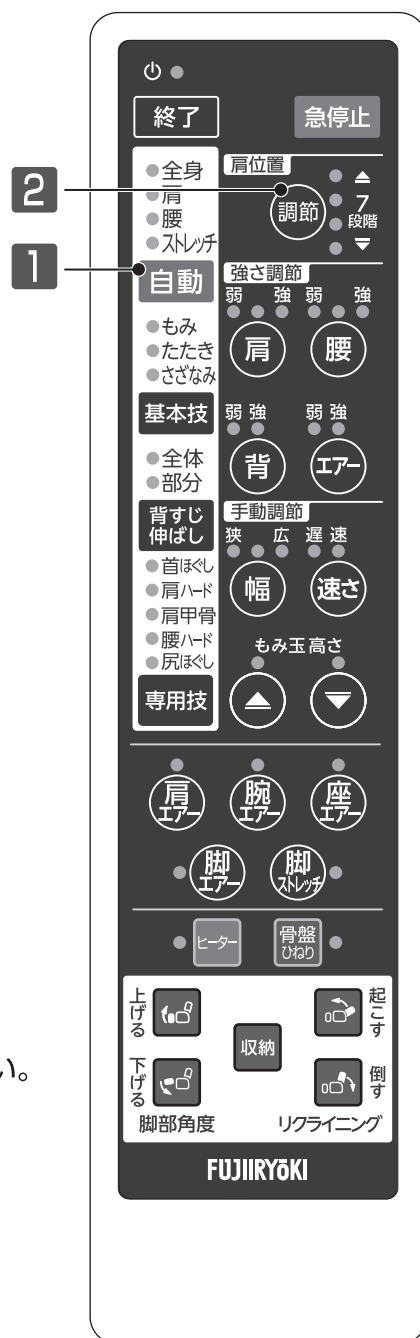 終了
急停止
2
1
全身
肩
腰
ストレッチ
自動
肩位置
調節
7
段階
強さ調節
弱 強 弱 強
肩 腰
もみ
たたき
さざなみ
基本技
弱 強 弱 強
背 エアー
全体
部分
背すじ
伸ばし
手動調節
狭 広 遅 速
幅 速さ
首ほぐし
肩ハード
肩甲骨
腰ハード
尻ほぐし
専用技
もみ玉高さ
肩エアー 腕エアー 座エアー
脚エアー 脚ストレッチ
ヒーター
骨盤
ひねり
上げる
起こす
収納
下げる
倒す
脚部角度 リクライニング
FUJIIRYōKI
い。